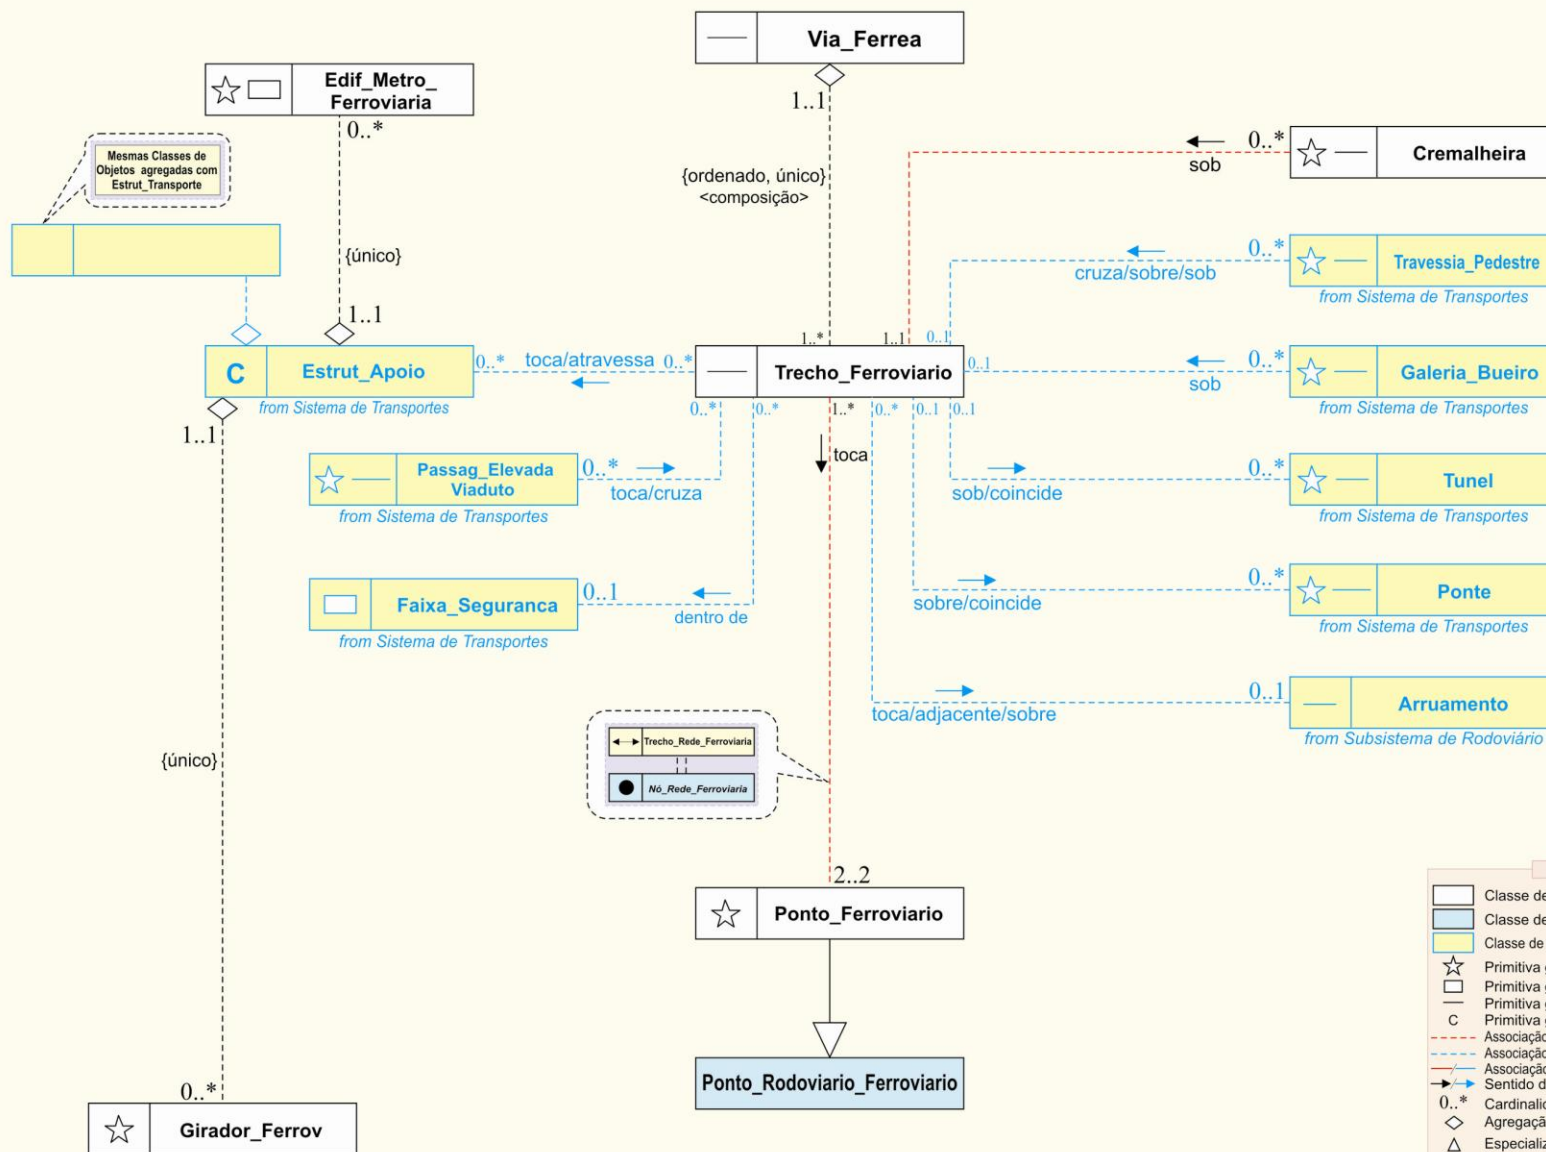 Via_Ferrea
1..1
{ordenado, único}
<composição>
Edif_Metro_
Ferroviaria
0..*
{único}
1..1
Mesmas Classes de
Objetos agregadas com
Estrut_Transporte
Cremalheira
0..*
sob
Travessia_Pedestre
from Sistema de Transportes
0..*
cruza/sobre/sob
1..*
1..1
0..1
C
Estrut_Apoio
from Sistema de Transportes
0..*
toca/atravessa
0..*
Trecho_Ferroviario
0..1
0..*
sob
Galeria_Bueiro
from Sistema de Transportes
0..*
0..*
1..*
0..*
0..1
0..1
1..1
toca
Passag_Elevada
Viaduto
from Sistema de Transportes
0..*
toca/cruza
sob/coincide
0..*
Tunel
from Sistema de Transportes
Faixa_Seguranca
from Sistema de Transportes
0..1
dentro de
sobre/coincide
0..*
Ponte
from Sistema de Transportes
toca/adjacente/sobre
0..1
Arruamento
from Subsistema de Rodoviário
{único}
Trecho_Rede_Ferroviaria
Nó_Rede_Ferroviaria
2..2
Ponto_Ferroviario
Ponto_Rodoviario_Ferroviario
0..*
Girador_Ferrov
Classe de
Classe de
Classe de
Primitiva
Primitiva
Primitiva
C Primitiva
Associação
Associação
Associação
Sentido d
0..* Cardinalid
Agregaçã
Especializ